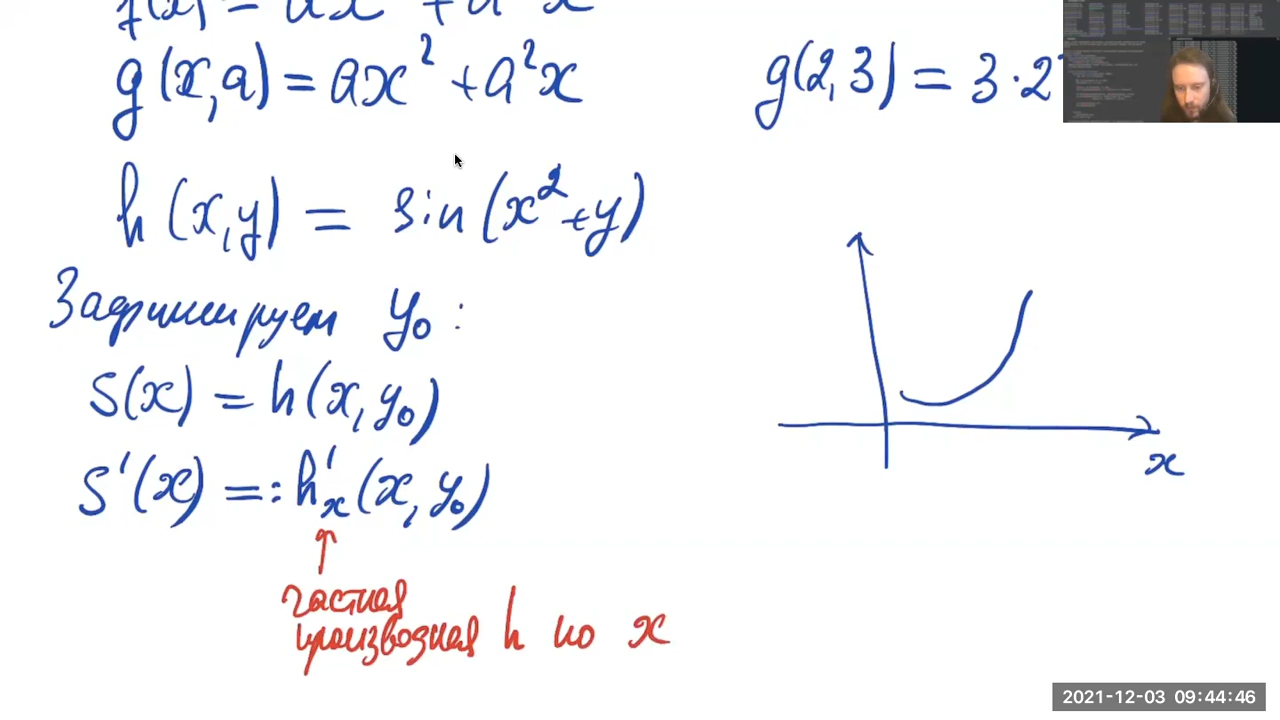 g(x,a) = ax² + a²x
g(2,3) = 3·2
h(x,y) = sin(x²+y)
Зафиксируем y₀ :
S(x) = h(x,y₀)
S'(x) =: h'ₓ(x,y₀)
x
↑
частная
производная h по x
2021-12-03 09:44:46